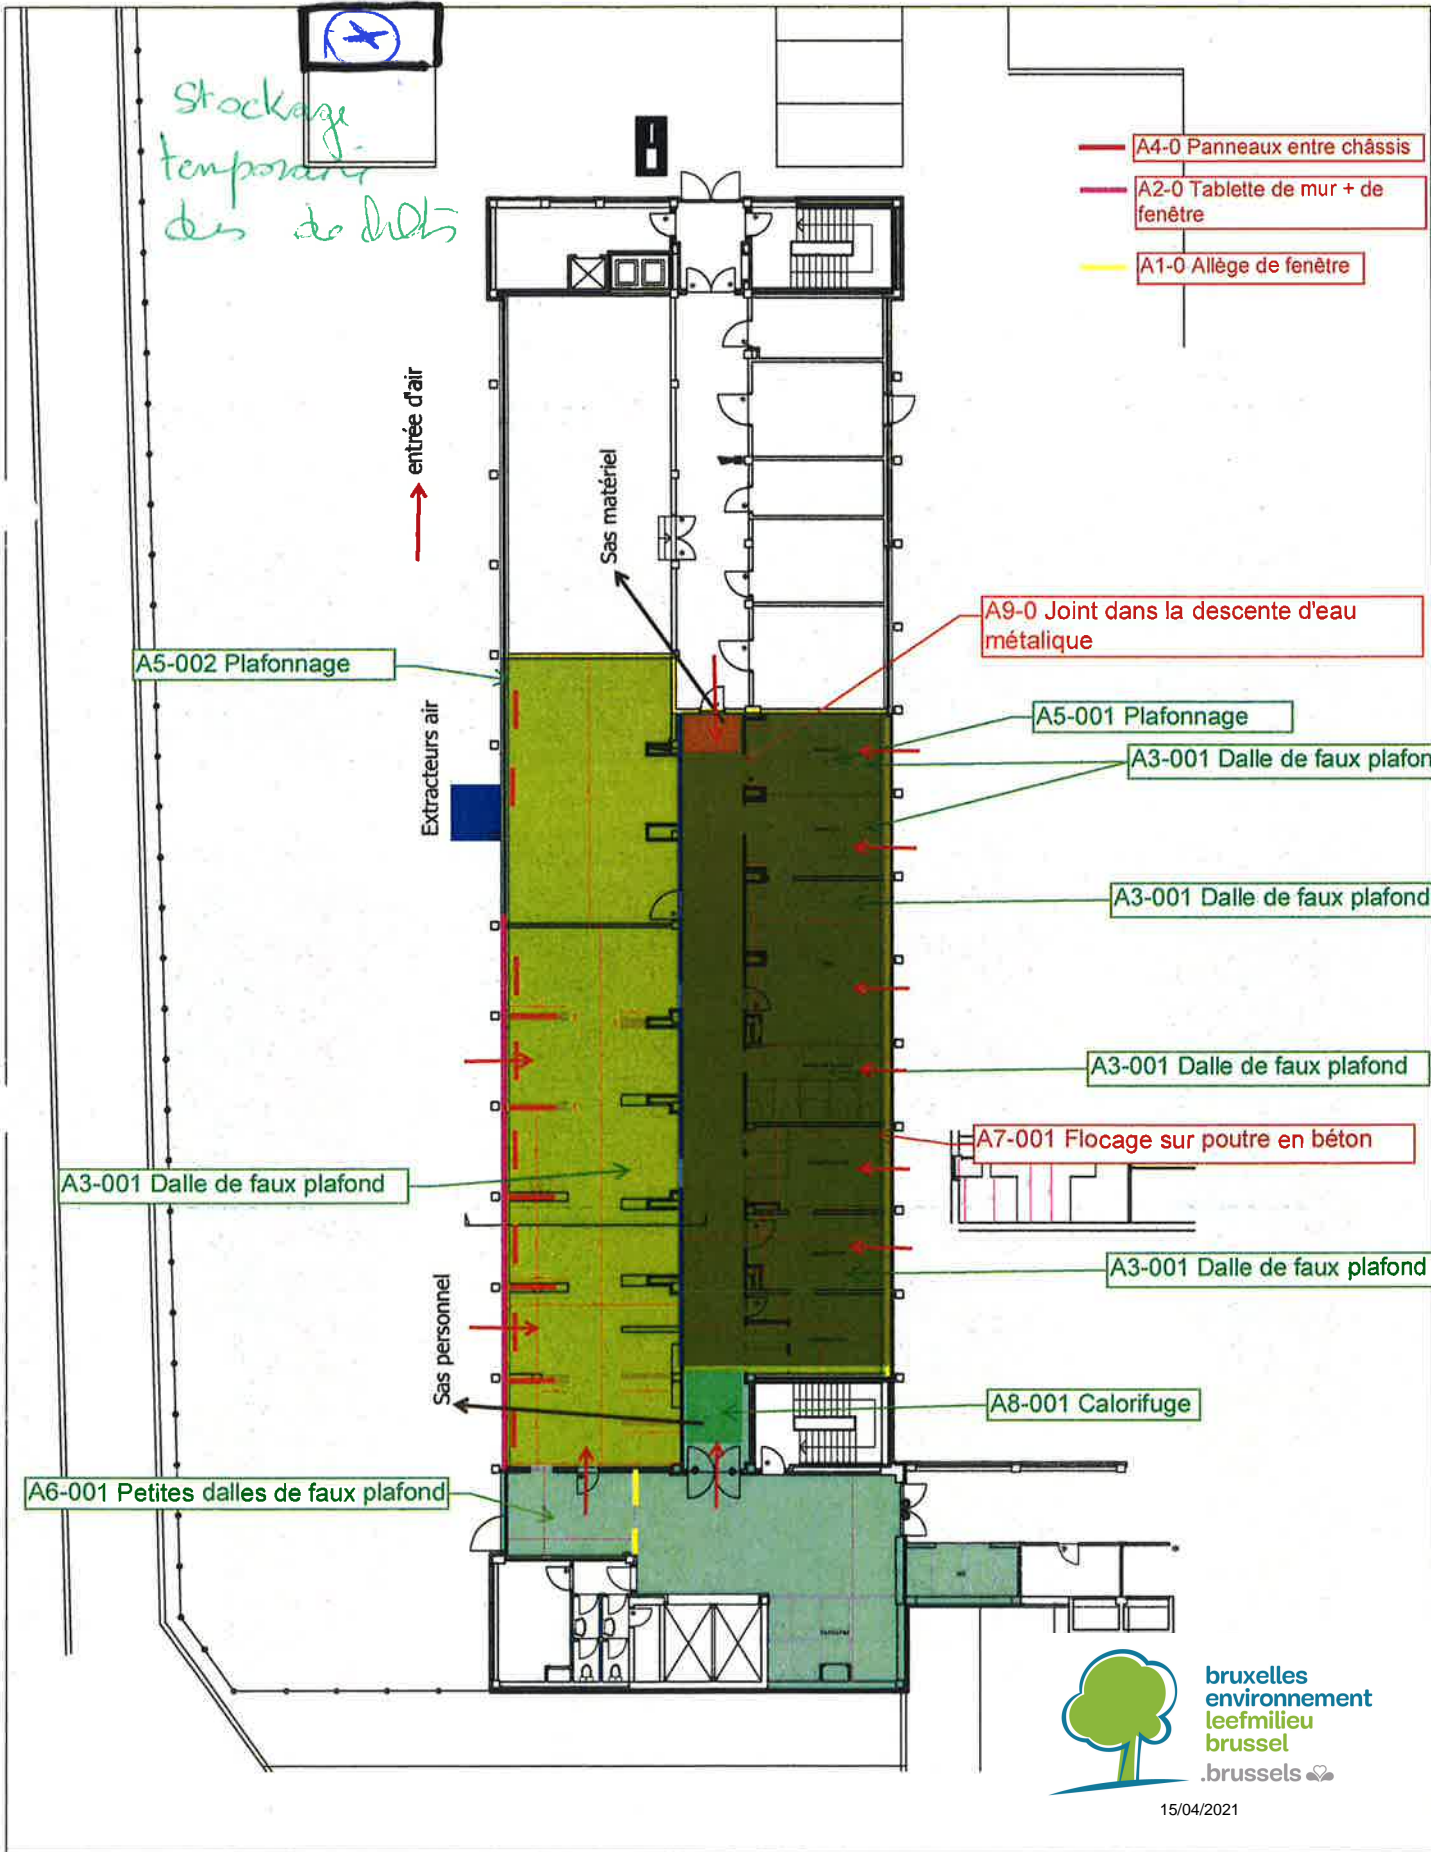 Stockage
temporaire
des déchets
A4-0 Panneaux entre châssis
A2-0 Tablette de mur + de
fenêtre
A1-0 Allège de fenêtre
entrée d'air
Sas matériel
A9-0 Joint dans la descente d'eau
métalique
A5-002 Plafonnage
Extracteurs air
A5-001 Plafonnage
A3-001 Dalle de faux plafon
A3-001 Dalle de faux plafond
A3-001 Dalle de faux plafond
A7-001 Flocage sur poutre en béton
A3-001 Dalle de faux plafond
A3-001 Dalle de faux plafond
Sas personnel
A8-001 Calorifuge
A6-001 Petites dalles de faux plafond
bruxelles
environnement
leefmilieu
brussel
.brussels
15/04/2021